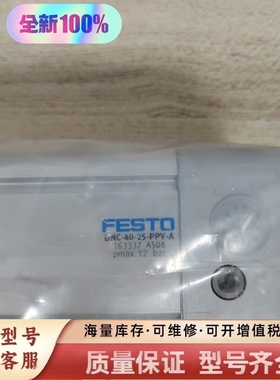 全新100%
FESTO
DNC-40-25-PPV-A
163337 A508
pmax 12 bar
型号
客服
海量库存·可维修·可开增值税
质量保证 型号齐全